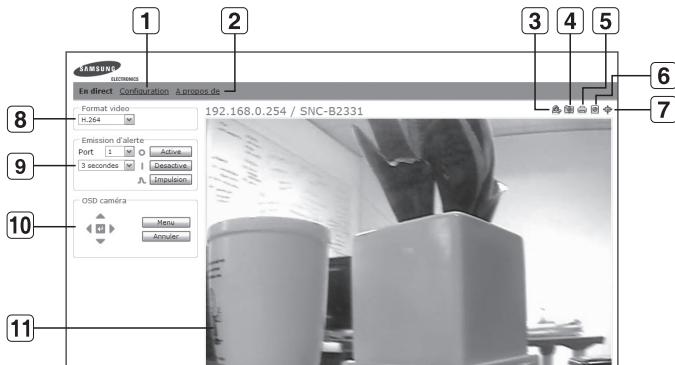 1
2
3
4
5
6
7
8
9
10
11
SAMSUNG
ELECTRONICS
En direct Configuration A propos de
Format video
H.264
192.168.0.254 / SNC-B2331
Emission d'alerte
Port 1 Active
3 secondes Desactive
Impulsion
OSD caméra
Menu
Annuler